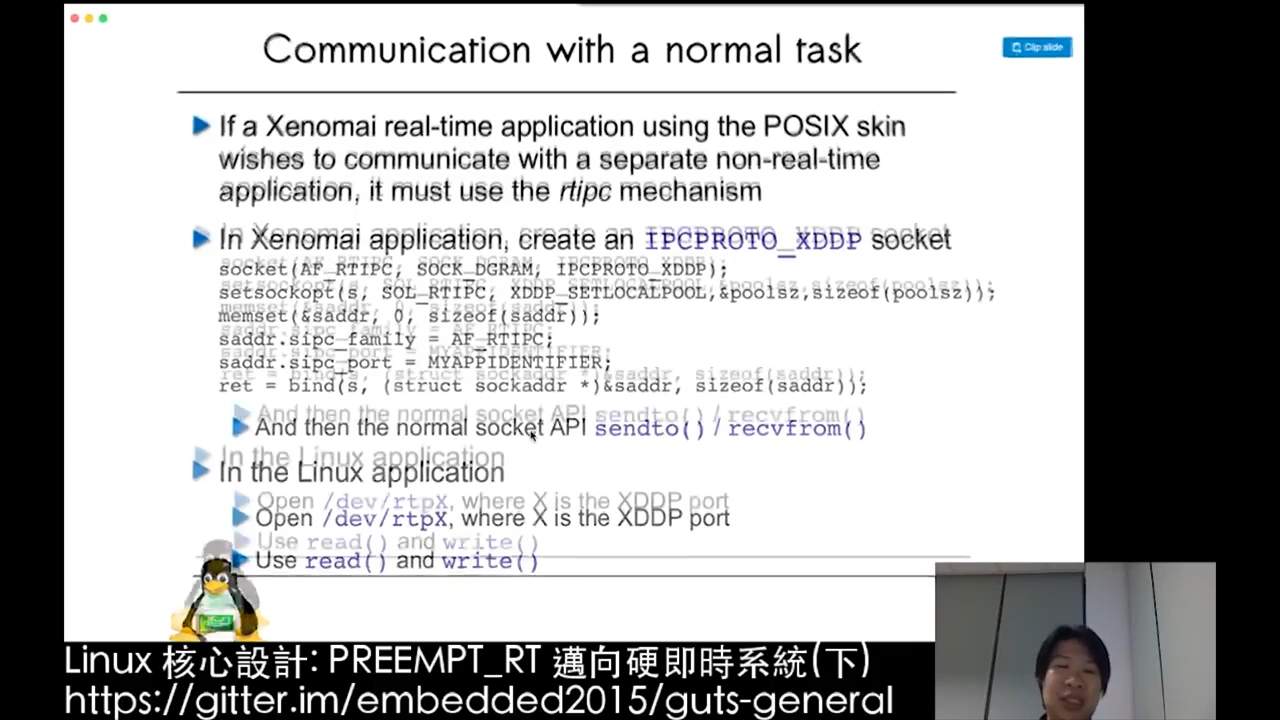 Communication with a normal task
Clip slide
If a Xenomai real-time application using the POSIX skin
wishes to communicate with a separate non-real-time
application, it must use the rtipc mechanism
In Xenomai application, create an IPCPROTO_XDDP socket
socket(AF_RTIPC, SOCK_DGRAM, IPCPROTO_XDDP);
setsockopt(s, SOL_RTIPC, XDDP_SETLOCALPOOL,&poolsz,sizeof(poolsz));
memset(&saddr, 0, sizeof(saddr));
saddr.sipc_family = AF_RTIPC;
saddr.sipc_port = MYAPPIDENTIFIER;
ret = bind(s, (struct sockaddr *)&saddr, sizeof(saddr));
And then the normal socket API sendto()/recvfrom()
In the Linux application
Open /dev/rtpX, where X is the XDDP port
Use read() and write()
Linux 核心設計: PREEMPT_RT 邁向硬即時系統(下)
https://gitter.im/embedded2015/guts-general